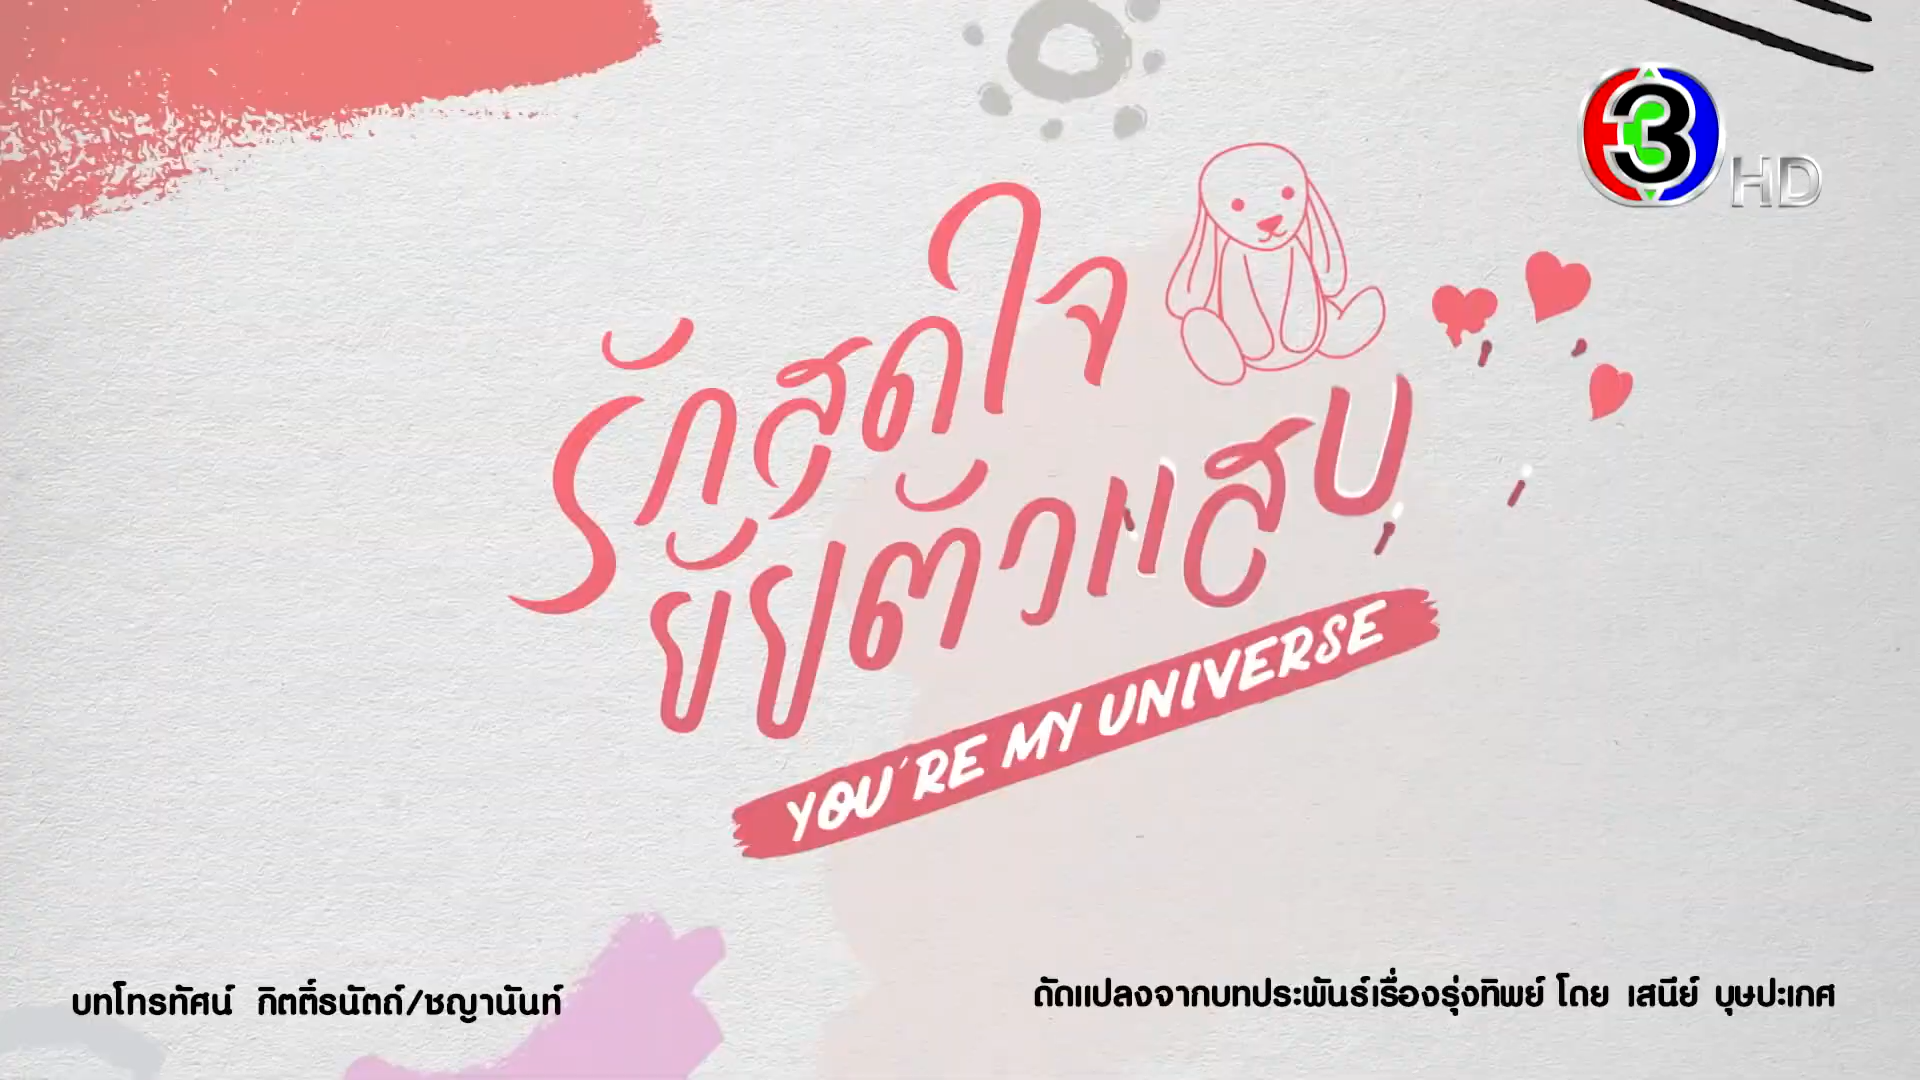 3 HD
รักสุดใจ
ยัยตัวแสบ
YOU'RE MY UNIVERSE
บทโทรทัศน์ กิตติ์ธนัตถ์/ชญานันท์
ดัดแปลงจากบทประพันธ์เรื่องรุ่งทิพย์ โดย เสนีย์ บุษปะเกศ